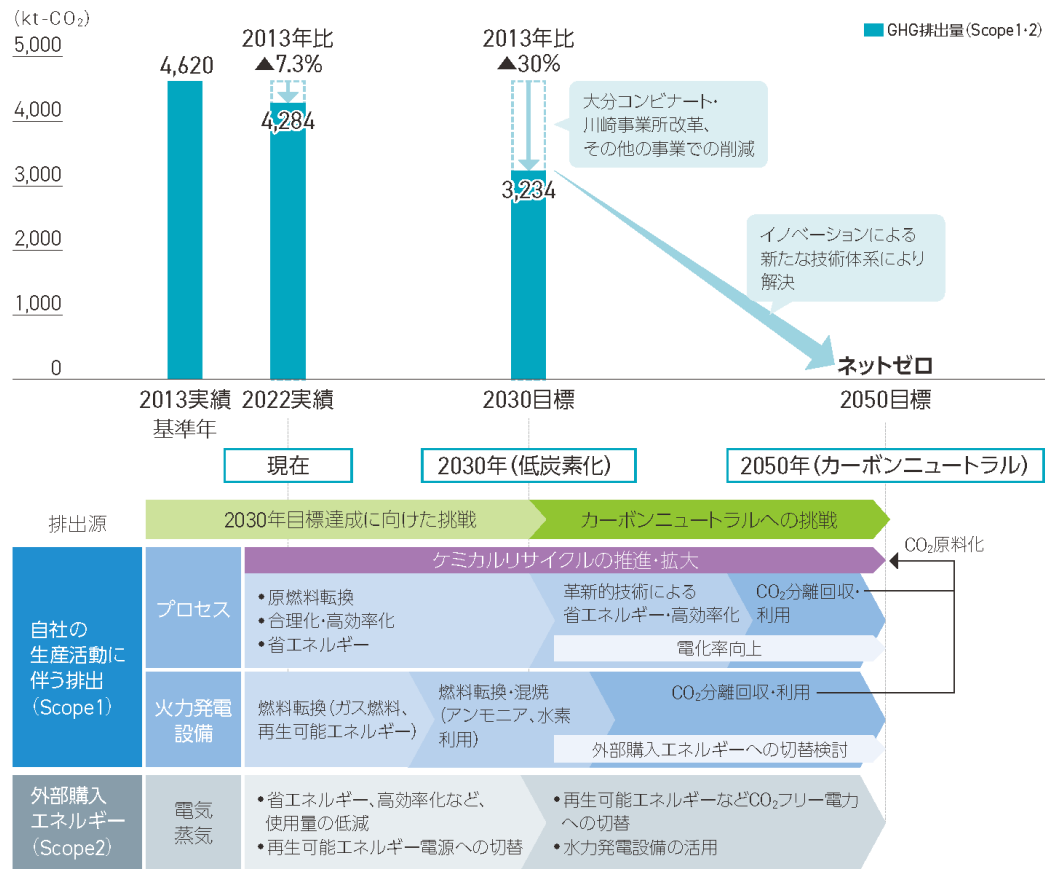 (kt-CO₂)
5,000
4,000
3,000
2,000
1,000
0
GHG排出量(Scope1・2)
4,620
2013年比
▲7.3%
4,284
2013年比
▲30%
3,234
大分コンビナート・
川崎事業所改革、
その他の事業での削減
イノベーションによる
新たな技術体系により
解決
ネットゼロ
2013実績
基準年
2022実績
2030目標
2050目標
現在
2030年(低炭素化)
2050年(カーボンニュートラル)
排出源
2030年目標達成に向けた挑戦
カーボンニュートラルへの挑戦
CO₂原料化
ケミカルリサイクルの推進・拡大
自社の
生産活動に
伴う排出
(Scope1)
プロセス
•原燃料転換
•合理化・高効率化
•省エネルギー
革新的技術による
省エネルギー・高効率化
CO₂分離回収・
利用
電化率向上
火力発電
設備
燃料転換(ガス燃料、
再生可能エネルギー)
燃料転換・混焼
(アンモニア、水素
利用)
CO₂分離回収・利用
外部購入エネルギーへの切替検討
外部購入
エネルギー
(Scope2)
電気
蒸気
•省エネルギー、高効率化など、
使用量の低減
•再生可能エネルギー電源への切替
•再生可能エネルギーなどCO₂フリー電力
への切替
•水力発電設備の活用